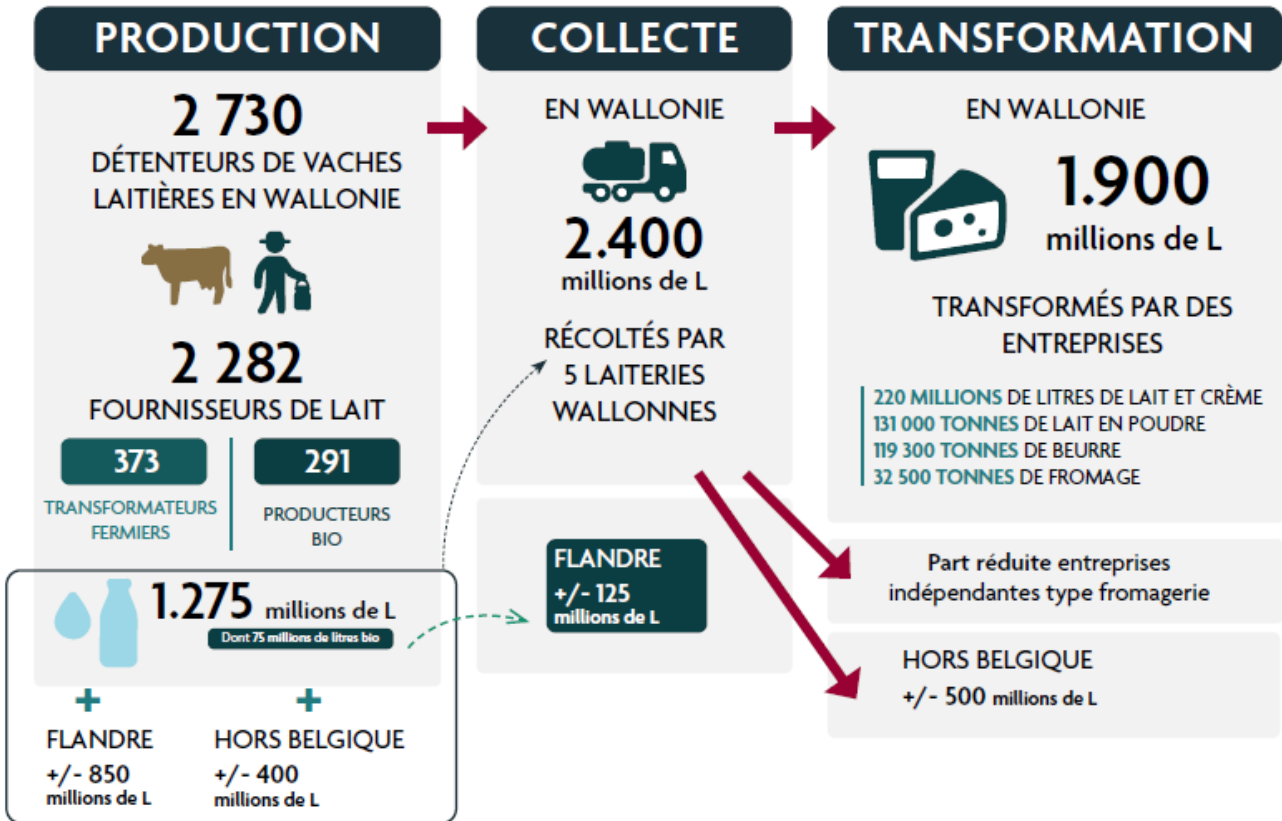 PRODUCTION
2 730
DÉTENTEURS DE VACHES
LAITIÈRES EN WALLONIE
2 282
FOURNISSEURS DE LAIT
373
TRANSFORMATEURS
FERMIERS
291
PRODUCTEURS
BIO
1.275 millions de L
Dont 75 millions de litres bio
+
FLANDRE
+/- 850
millions de L
+
HORS BELGIQUE
+/- 400
millions de L
COLLECTE
EN WALLONIE
2.400
millions de L
RÉCOLTÉS PAR
5 LAITERIES
WALLONNES
FLANDRE
+/- 125
millions de L
TRANSFORMATION
EN WALLONIE
1.900
millions de L
TRANSFORMÉS PAR DES
ENTREPRISES
220 MILLIONS DE LITRES DE LAIT ET CRÈME
131 000 TONNES DE LAIT EN POUDRE
119 300 TONNES DE BEURRE
32 500 TONNES DE FROMAGE
Part réduite entreprises
indépendantes type fromagerie
HORS BELGIQUE
+/- 500 millions de L